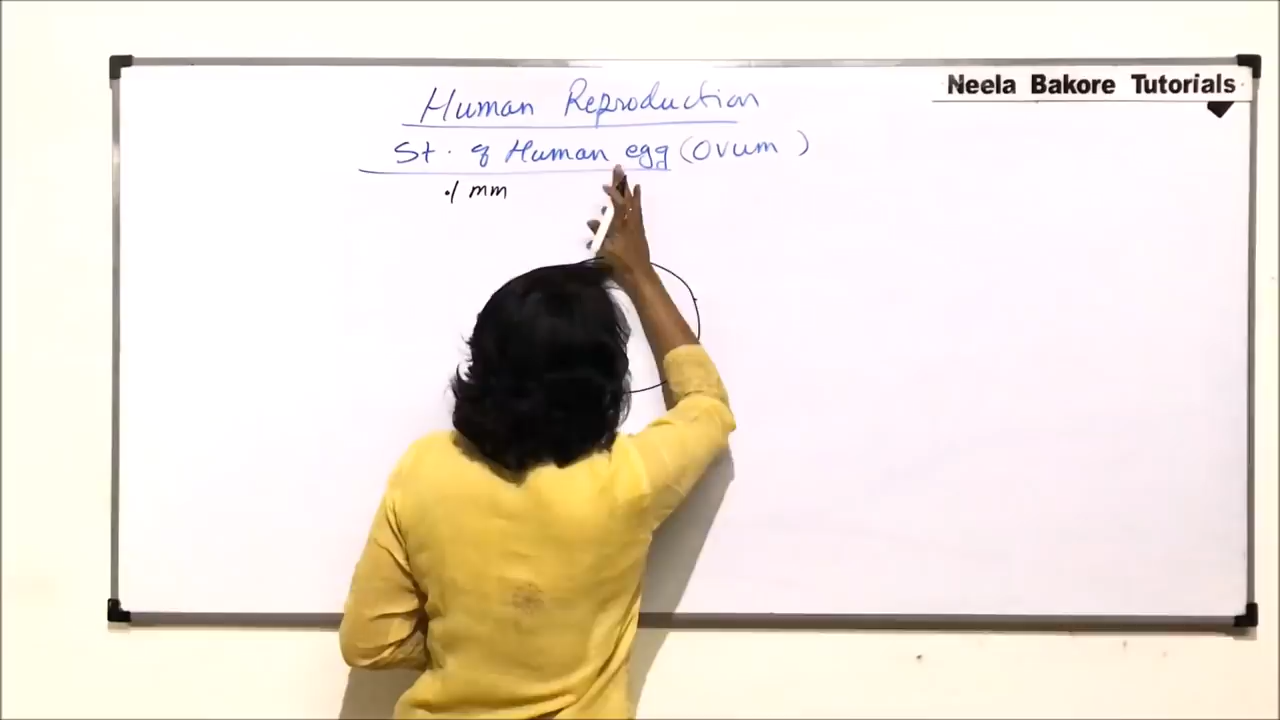 Neela Bakore Tutorials
Human Reproduction
St. of Human egg (Ovum)
.1 mm